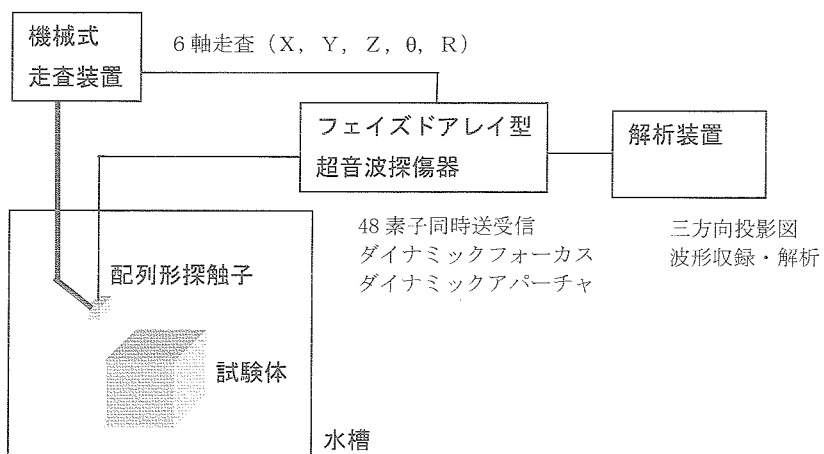 機械式
走査装置
6軸走査（X，Y，Z，θ，R）
フェイズドアレイ型
超音波探傷器
解析装置
48素子同時送受信
ダイナミックフォーカス
ダイナミックアパーチャ
三方向投影図
波形収録・解析
配列形探触子
試験体
水槽